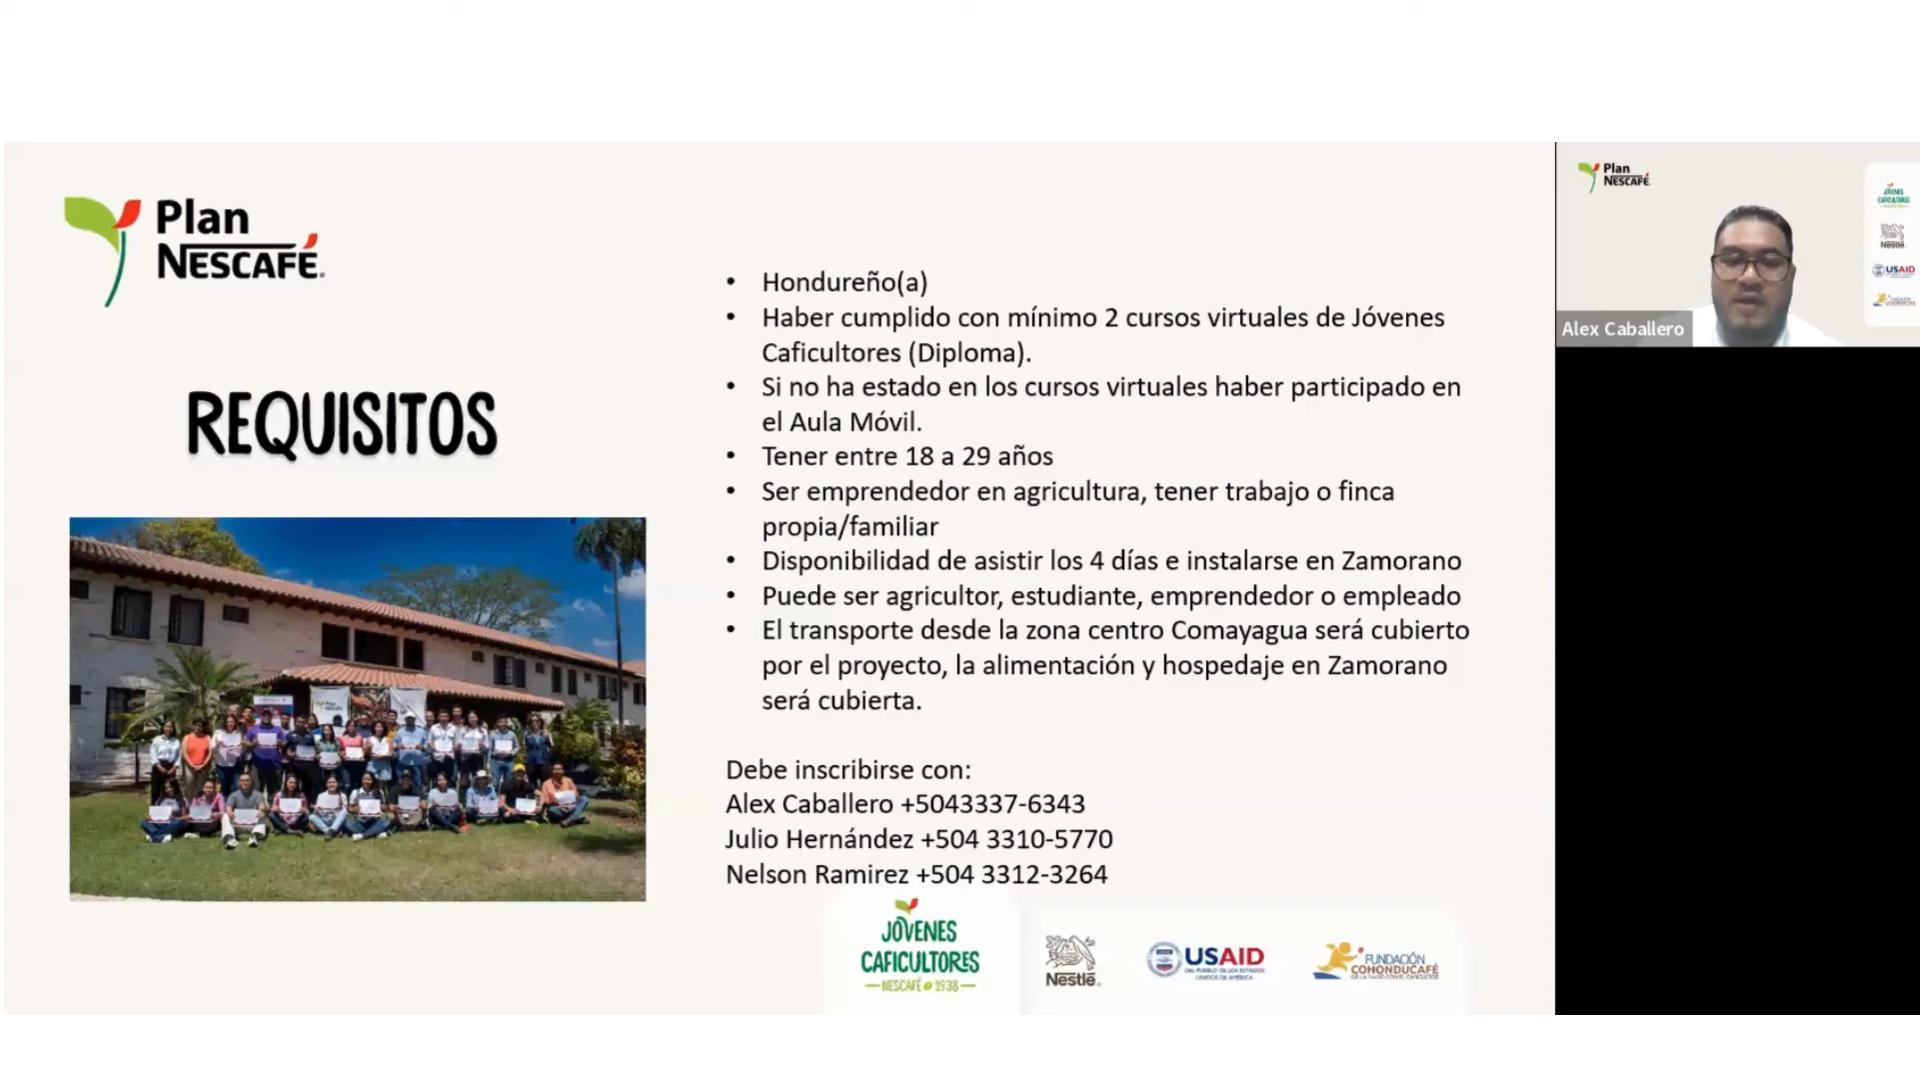 Plan
NESCAFÉ.
REQUISITOS
• Hondureño(a)
• Haber cumplido con mínimo 2 cursos virtuales de Jóvenes
Caficultores (Diploma).
• Si no ha estado en los cursos virtuales haber participado en
el Aula Móvil.
• Tener entre 18 a 29 años
• Ser emprendedor en agricultura, tener trabajo o finca
propia/familiar
• Disponibilidad de asistir los 4 días e instalarse en Zamorano
• Puede ser agricultor, estudiante, emprendedor o empleado
• El transporte desde la zona centro Comayagua será cubierto
por el proyecto, la alimentación y hospedaje en Zamorano
será cubierta.
Debe inscribirse con:
Alex Caballero +5043337-6343
Julio Hernández +504 3310-5770
Nelson Ramirez +504 3312-3264
JÓVENES
CAFICULTORES
NESCAFÉ 1938
Nestlé
USAID
DEL PUEBLO DE LOS ESTADOS
UNIDOS DE AMÉRICA
FUNDACIÓN
COHONDUCAFÉ
Plan
NESCAFÉ.
JÓVENES
CAFICULTORES
Nestlé
USAID
Alex Caballero